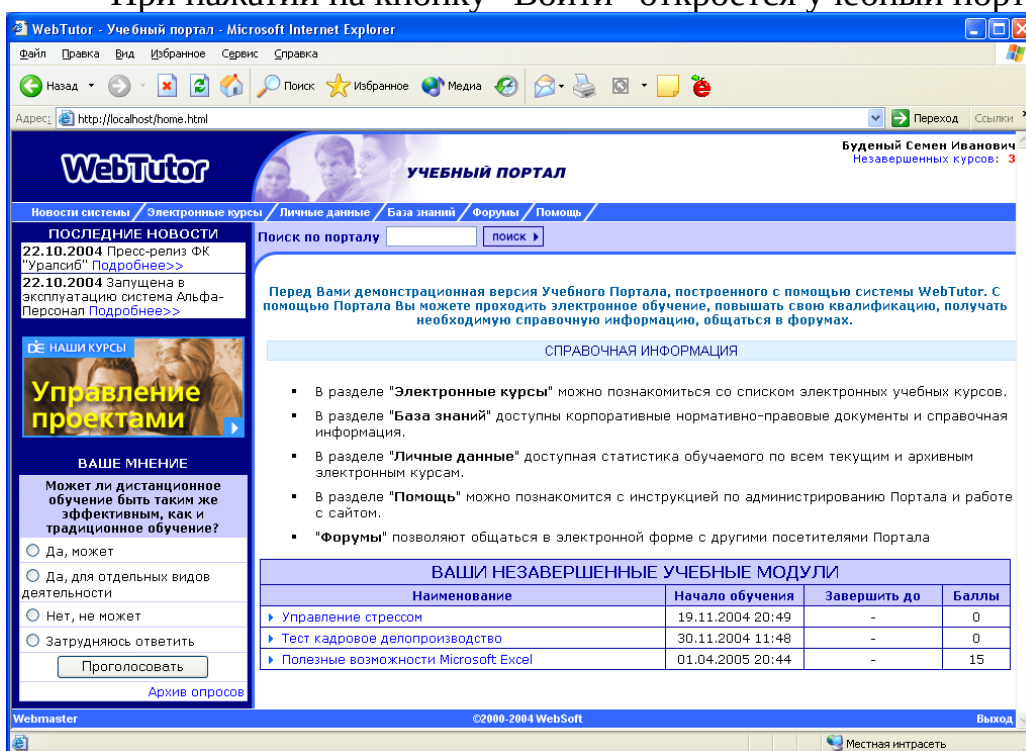 При нажатии на кнопку "Войти" откроется учебный порт
WebTutor - Учебный портал - Microsoft Internet Explorer
Файл Правка Вид Избранное Сервис Справка
Назад Поиск Избранное Медиа
Адрес: http://localhost/home.html Переход Ссылки
WebTutor
УЧЕБНЫЙ ПОРТАЛ
Буденый Семен Иванович
Незавершенных курсов: 3
Новости системы / Электронные курсы / Личные данные / База знаний / Форумы / Помощь /
ПОСЛЕДНИЕ НОВОСТИ
22.10.2004 Пресс-релиз ФК
"Уралсиб" Подробнее>>
22.10.2004 Запущена в
эксплуатацию система Альфа-
Персонал Подробнее>>
НАШИ КУРСЫ
Управление
проектами
ВАШЕ МНЕНИЕ
Может ли дистанционное
обучение быть таким же
эффективным, как и
традиционное обучение?
Да, может
Да, для отдельных видов
деятельности
Нет, не может
Затрудняюсь ответить
Проголосовать
Архив опросов
Поиск по порталу поиск
Перед Вами демонстрационная версия Учебного Портала, построенного с помощью системы WebTutor. С
помощью Портала Вы можете проходить электронное обучение, повышать свою квалификацию, получать
необходимую справочную информацию, общаться в форумах.
СПРАВОЧНАЯ ИНФОРМАЦИЯ
▪ В разделе "Электронные курсы" можно познакомиться со списком электронных учебных курсов.
▪ В разделе "База знаний" доступны корпоративные нормативно-правовые документы и справочная
информация.
▪ В разделе "Личные данные" доступная статистика обучаемого по всем текущим и архивным
электронным курсам.
▪ В разделе "Помощь" можно познакомится с инструкцией по администрированию Портала и работе
с сайтом.
▪ "Форумы" позволяют общаться в электронной форме с другими посетителями Портала
ВАШИ НЕЗАВЕРШЕННЫЕ УЧЕБНЫЕ МОДУЛИ
Наименование Начало обучения Завершить до Баллы
Управление стрессом 19.11.2004 20:49 - 0
Тест кадровое делопроизводство 30.11.2004 11:48 - 0
Полезные возможности Microsoft Excel 01.04.2005 20:44 - 15
Webmaster ©2000-2004 WebSoft Выход
Местная интрасеть